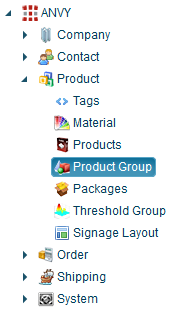 ANVY
Company
Contact
Product
Tags
Material
Products
Product Group
Packages
Threshold Group
Signage Layout
Order
Shipping
System